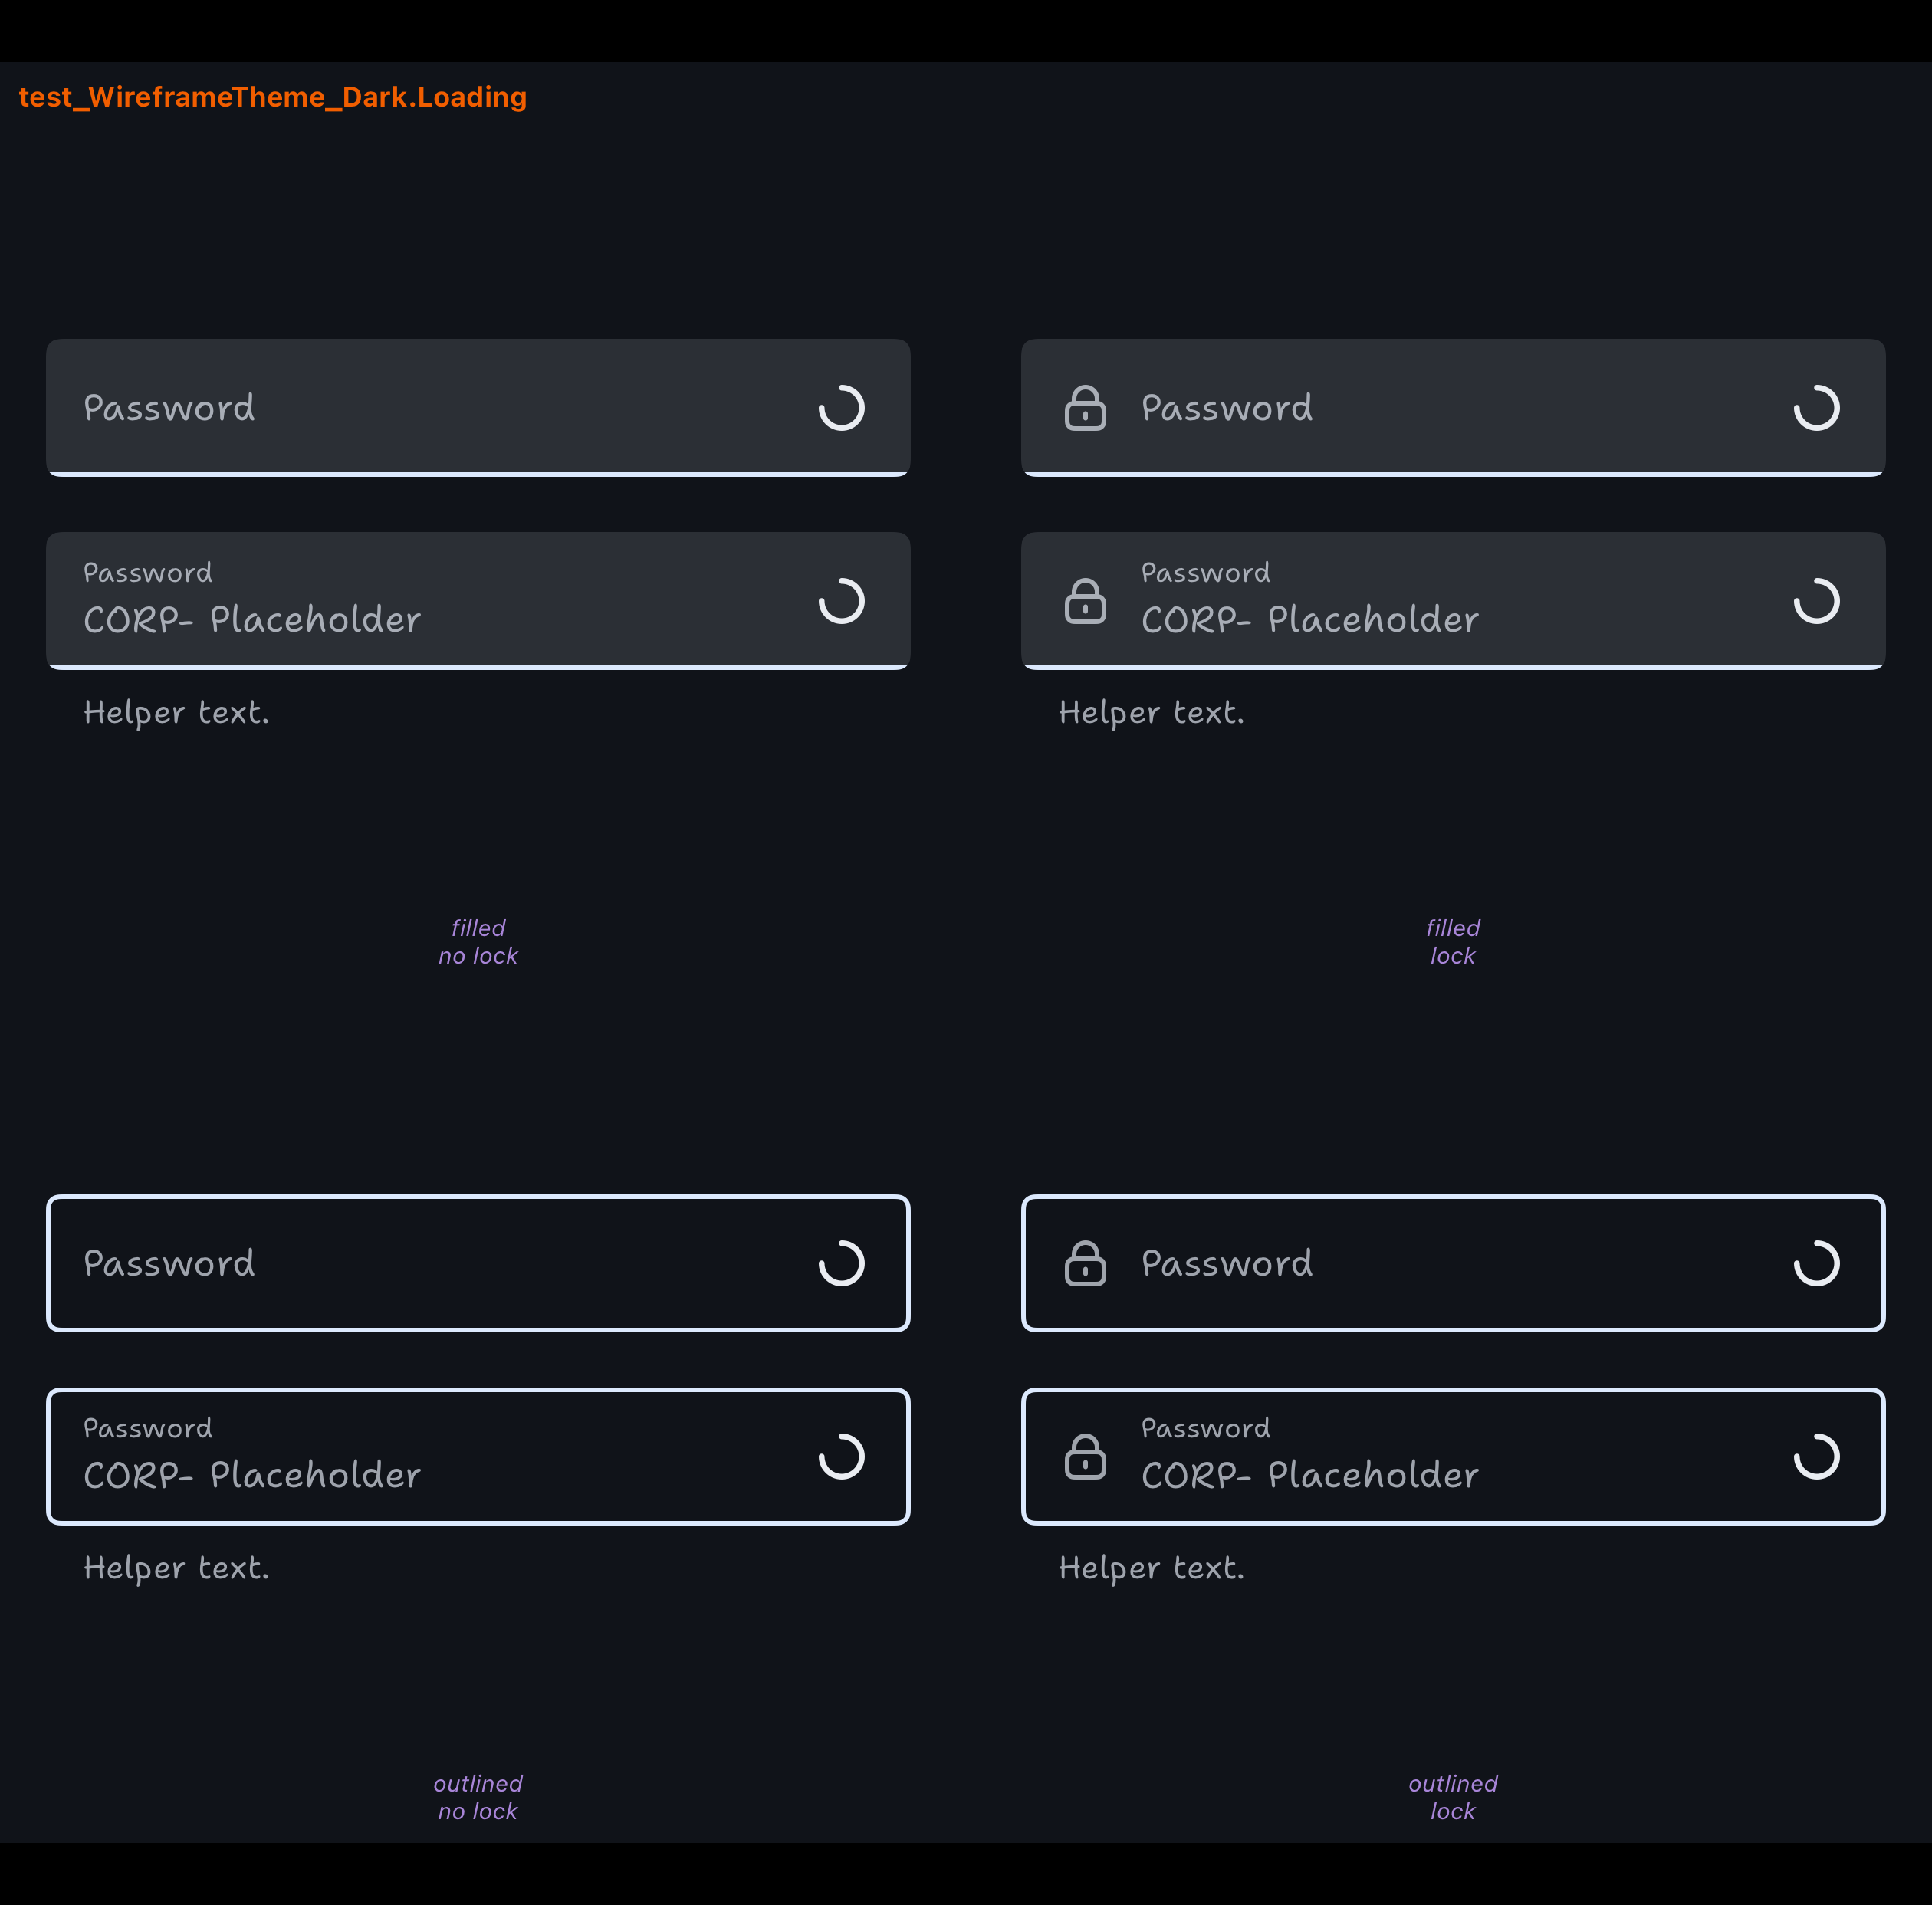 test_WireframeTheme_Dark.Loading
Password
Password
Password
CORP- Placeholder
Helper text.
Password
CORP- Placeholder
Helper text.
filled
no lock
filled
lock
Password
Password
Password
CORP- Placeholder
Helper text.
Password
CORP- Placeholder
Helper text.
outlined
no lock
outlined
lock